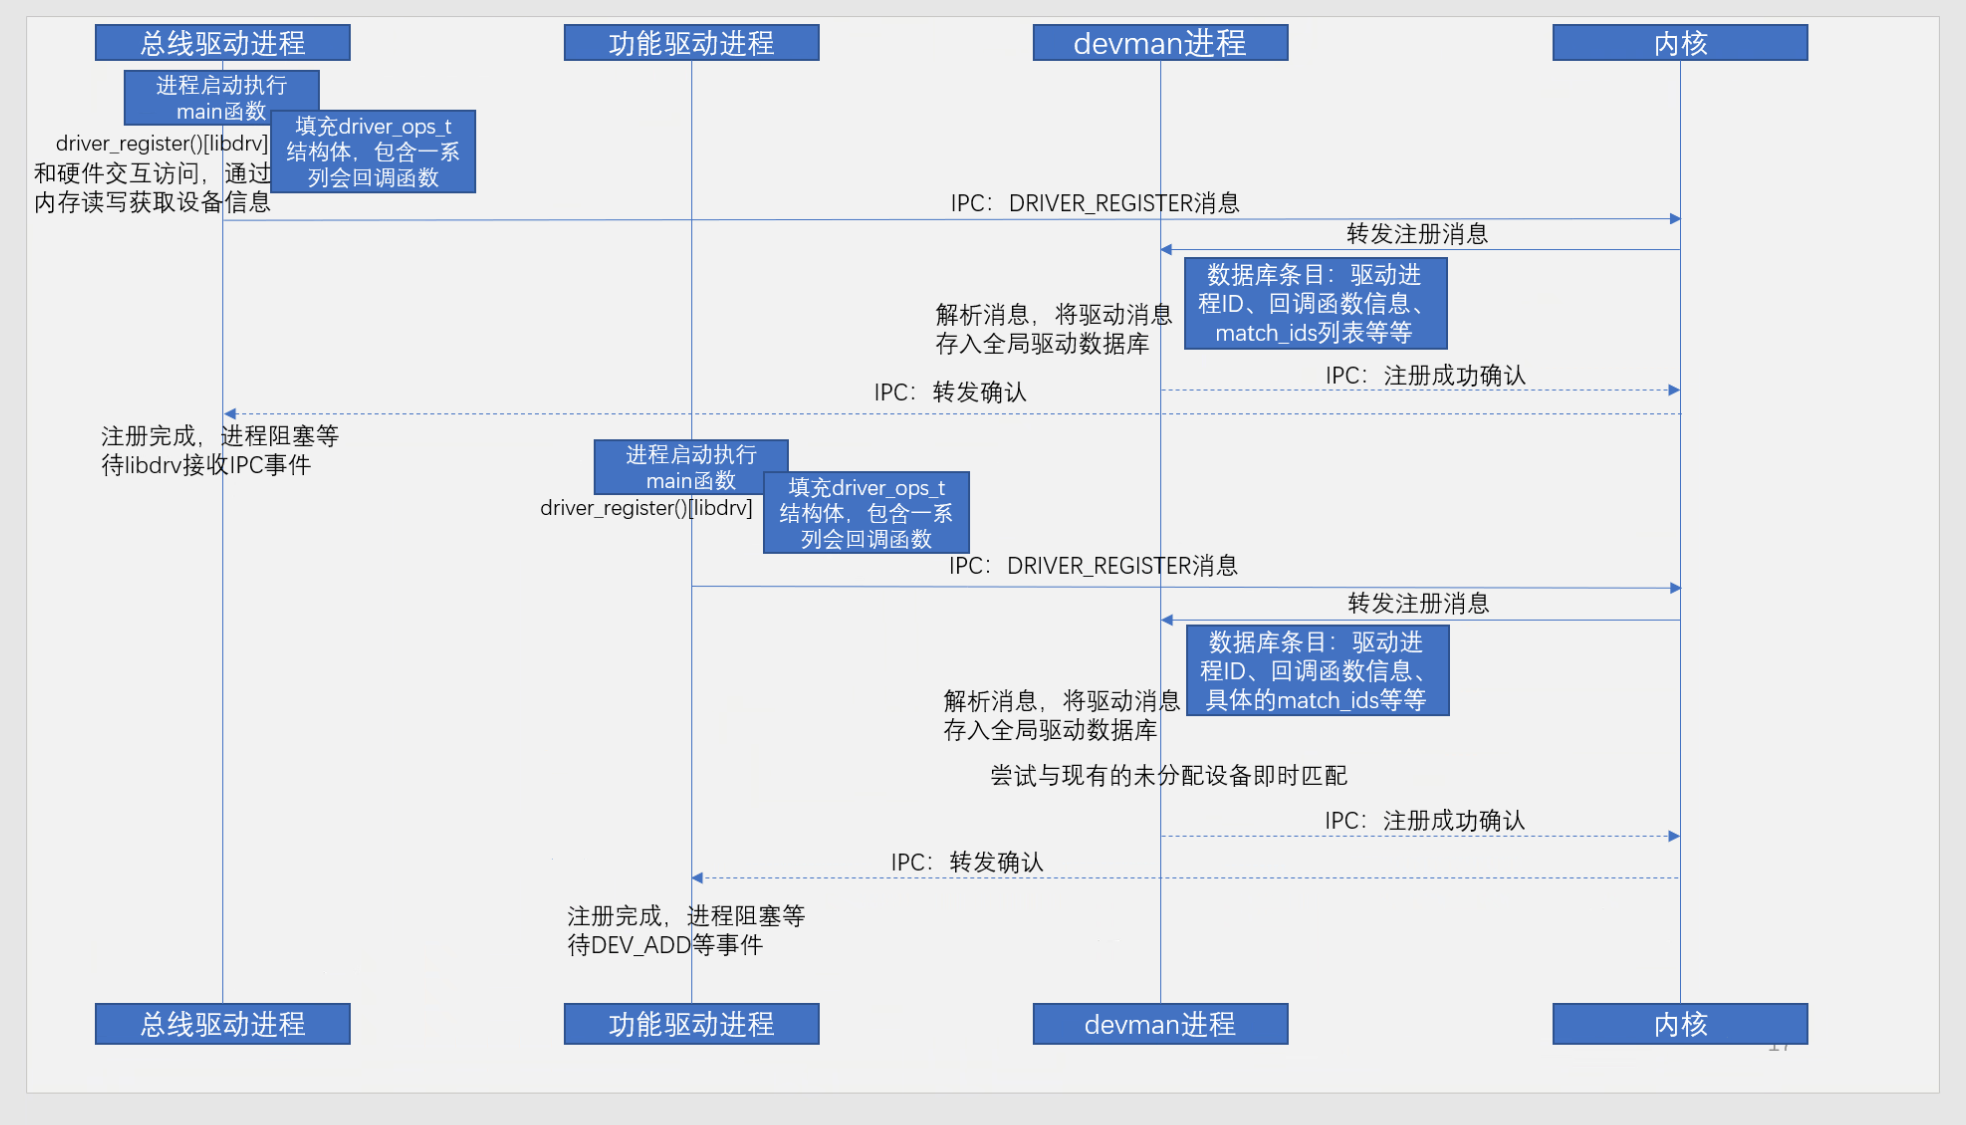 总线驱动进程
功能驱动进程
devman进程
内核
进程启动执行
main函数
填充driver_ops_t
结构体，包含一系
列会回调函数
driver_register()[libdrv]
和硬件交互访问，通过
内存读写获取设备信息
IPC：DRIVER_REGISTER消息
转发注册消息
数据库条目：驱动进
程ID、回调函数信息、
match_ids列表等等
解析消息，将驱动消息
存入全局驱动数据库
IPC：注册成功确认
IPC：转发确认
注册完成，进程阻塞等
待libdrv接收IPC事件
进程启动执行
main函数
填充driver_ops_t
结构体，包含一系
列会回调函数
driver_register()[libdrv]
IPC：DRIVER_REGISTER消息
转发注册消息
数据库条目：驱动进
程ID、回调函数信息、
具体的match_ids等等
解析消息，将驱动消息
存入全局驱动数据库
尝试与现有的未分配设备即时匹配
IPC：注册成功确认
IPC：转发确认
注册完成，进程阻塞等
待DEV_ADD等事件
总线驱动进程
功能驱动进程
devman进程
内核